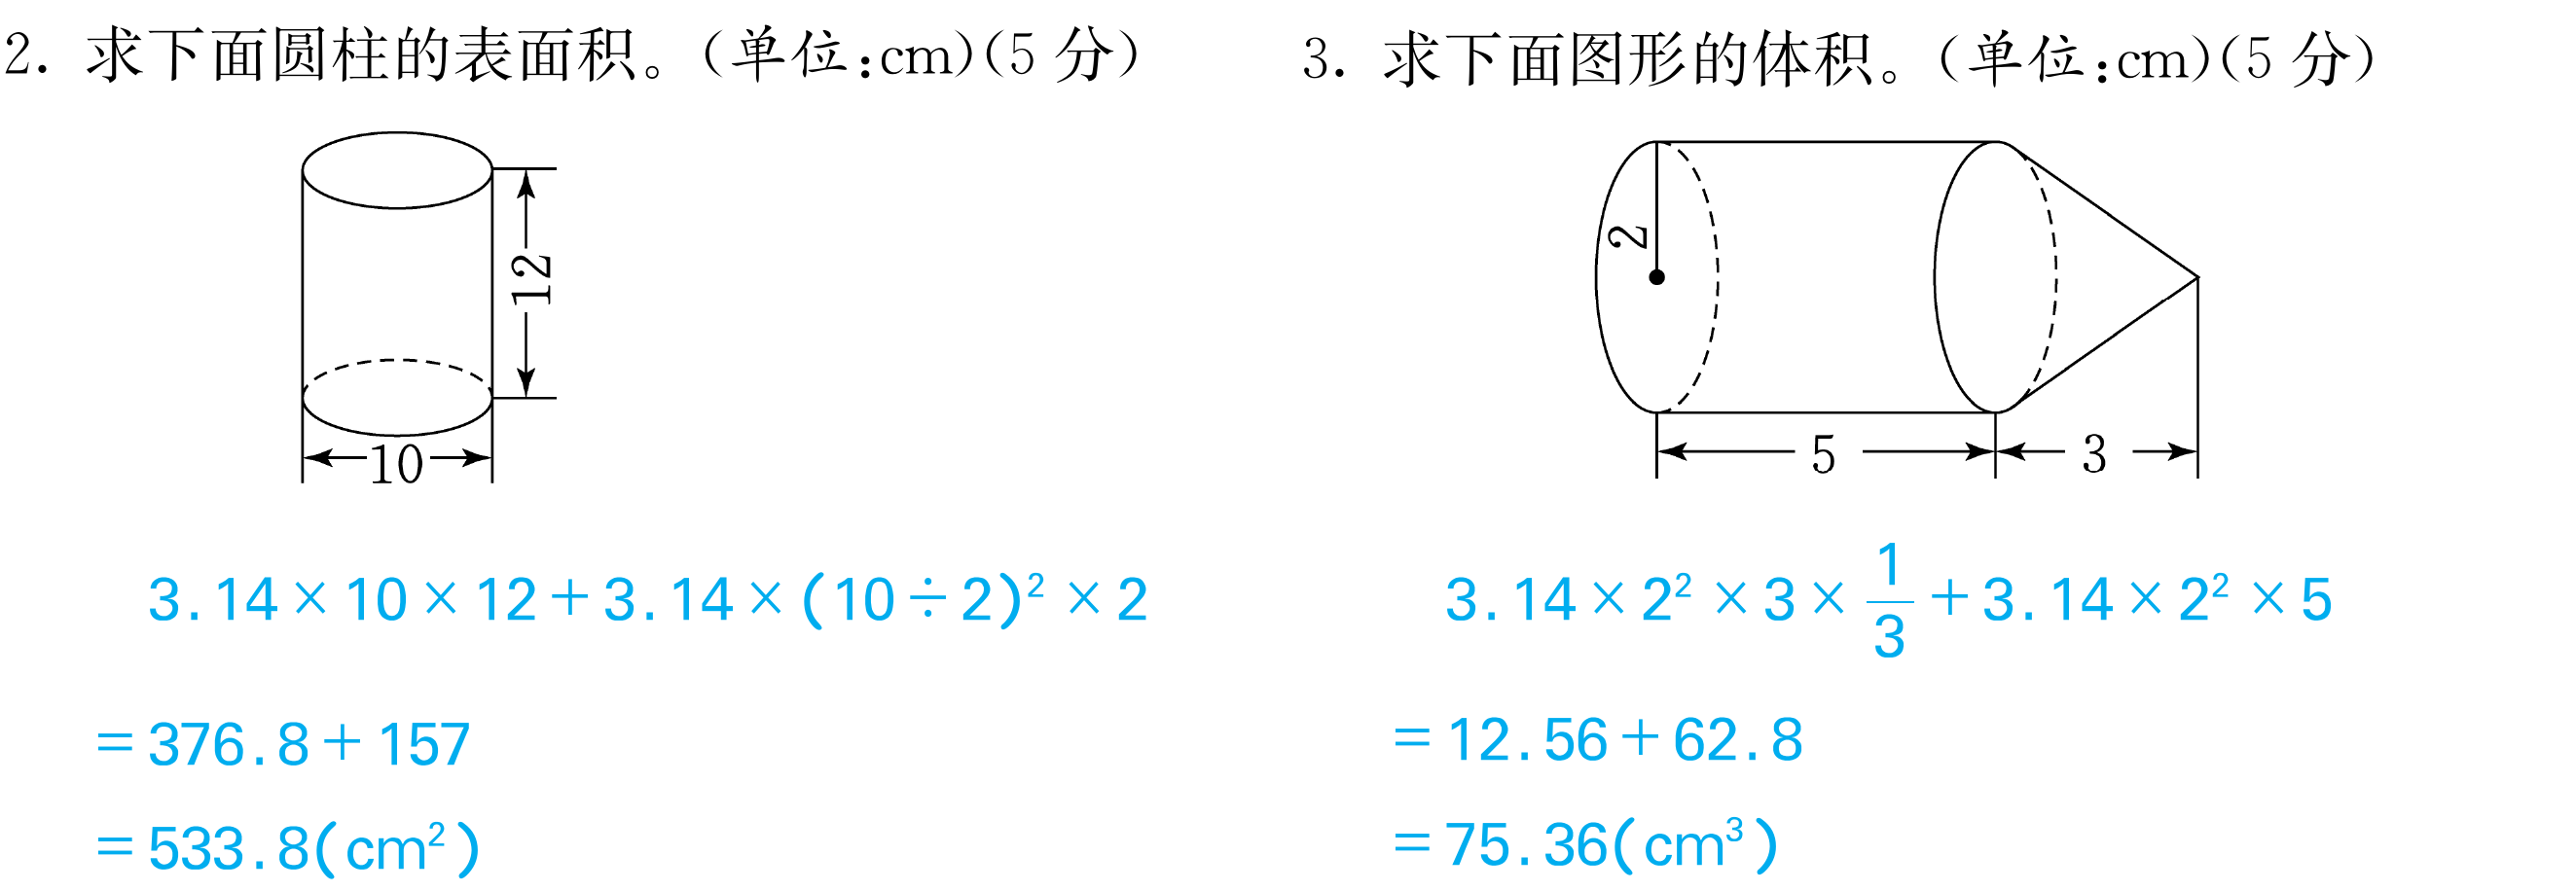 2. 求下面圆柱的表面积。(单位:cm)(5 分)
12
10
3.14×10×12+3.14×(10÷2)²×2
=376.8+157
=533.8(cm²)
3. 求下面图形的体积。(单位:cm)(5 分)
2
5 3
3.14×2²×3×1/3+3.14×2²×5
=12.56+62.8
=75.36(cm³)